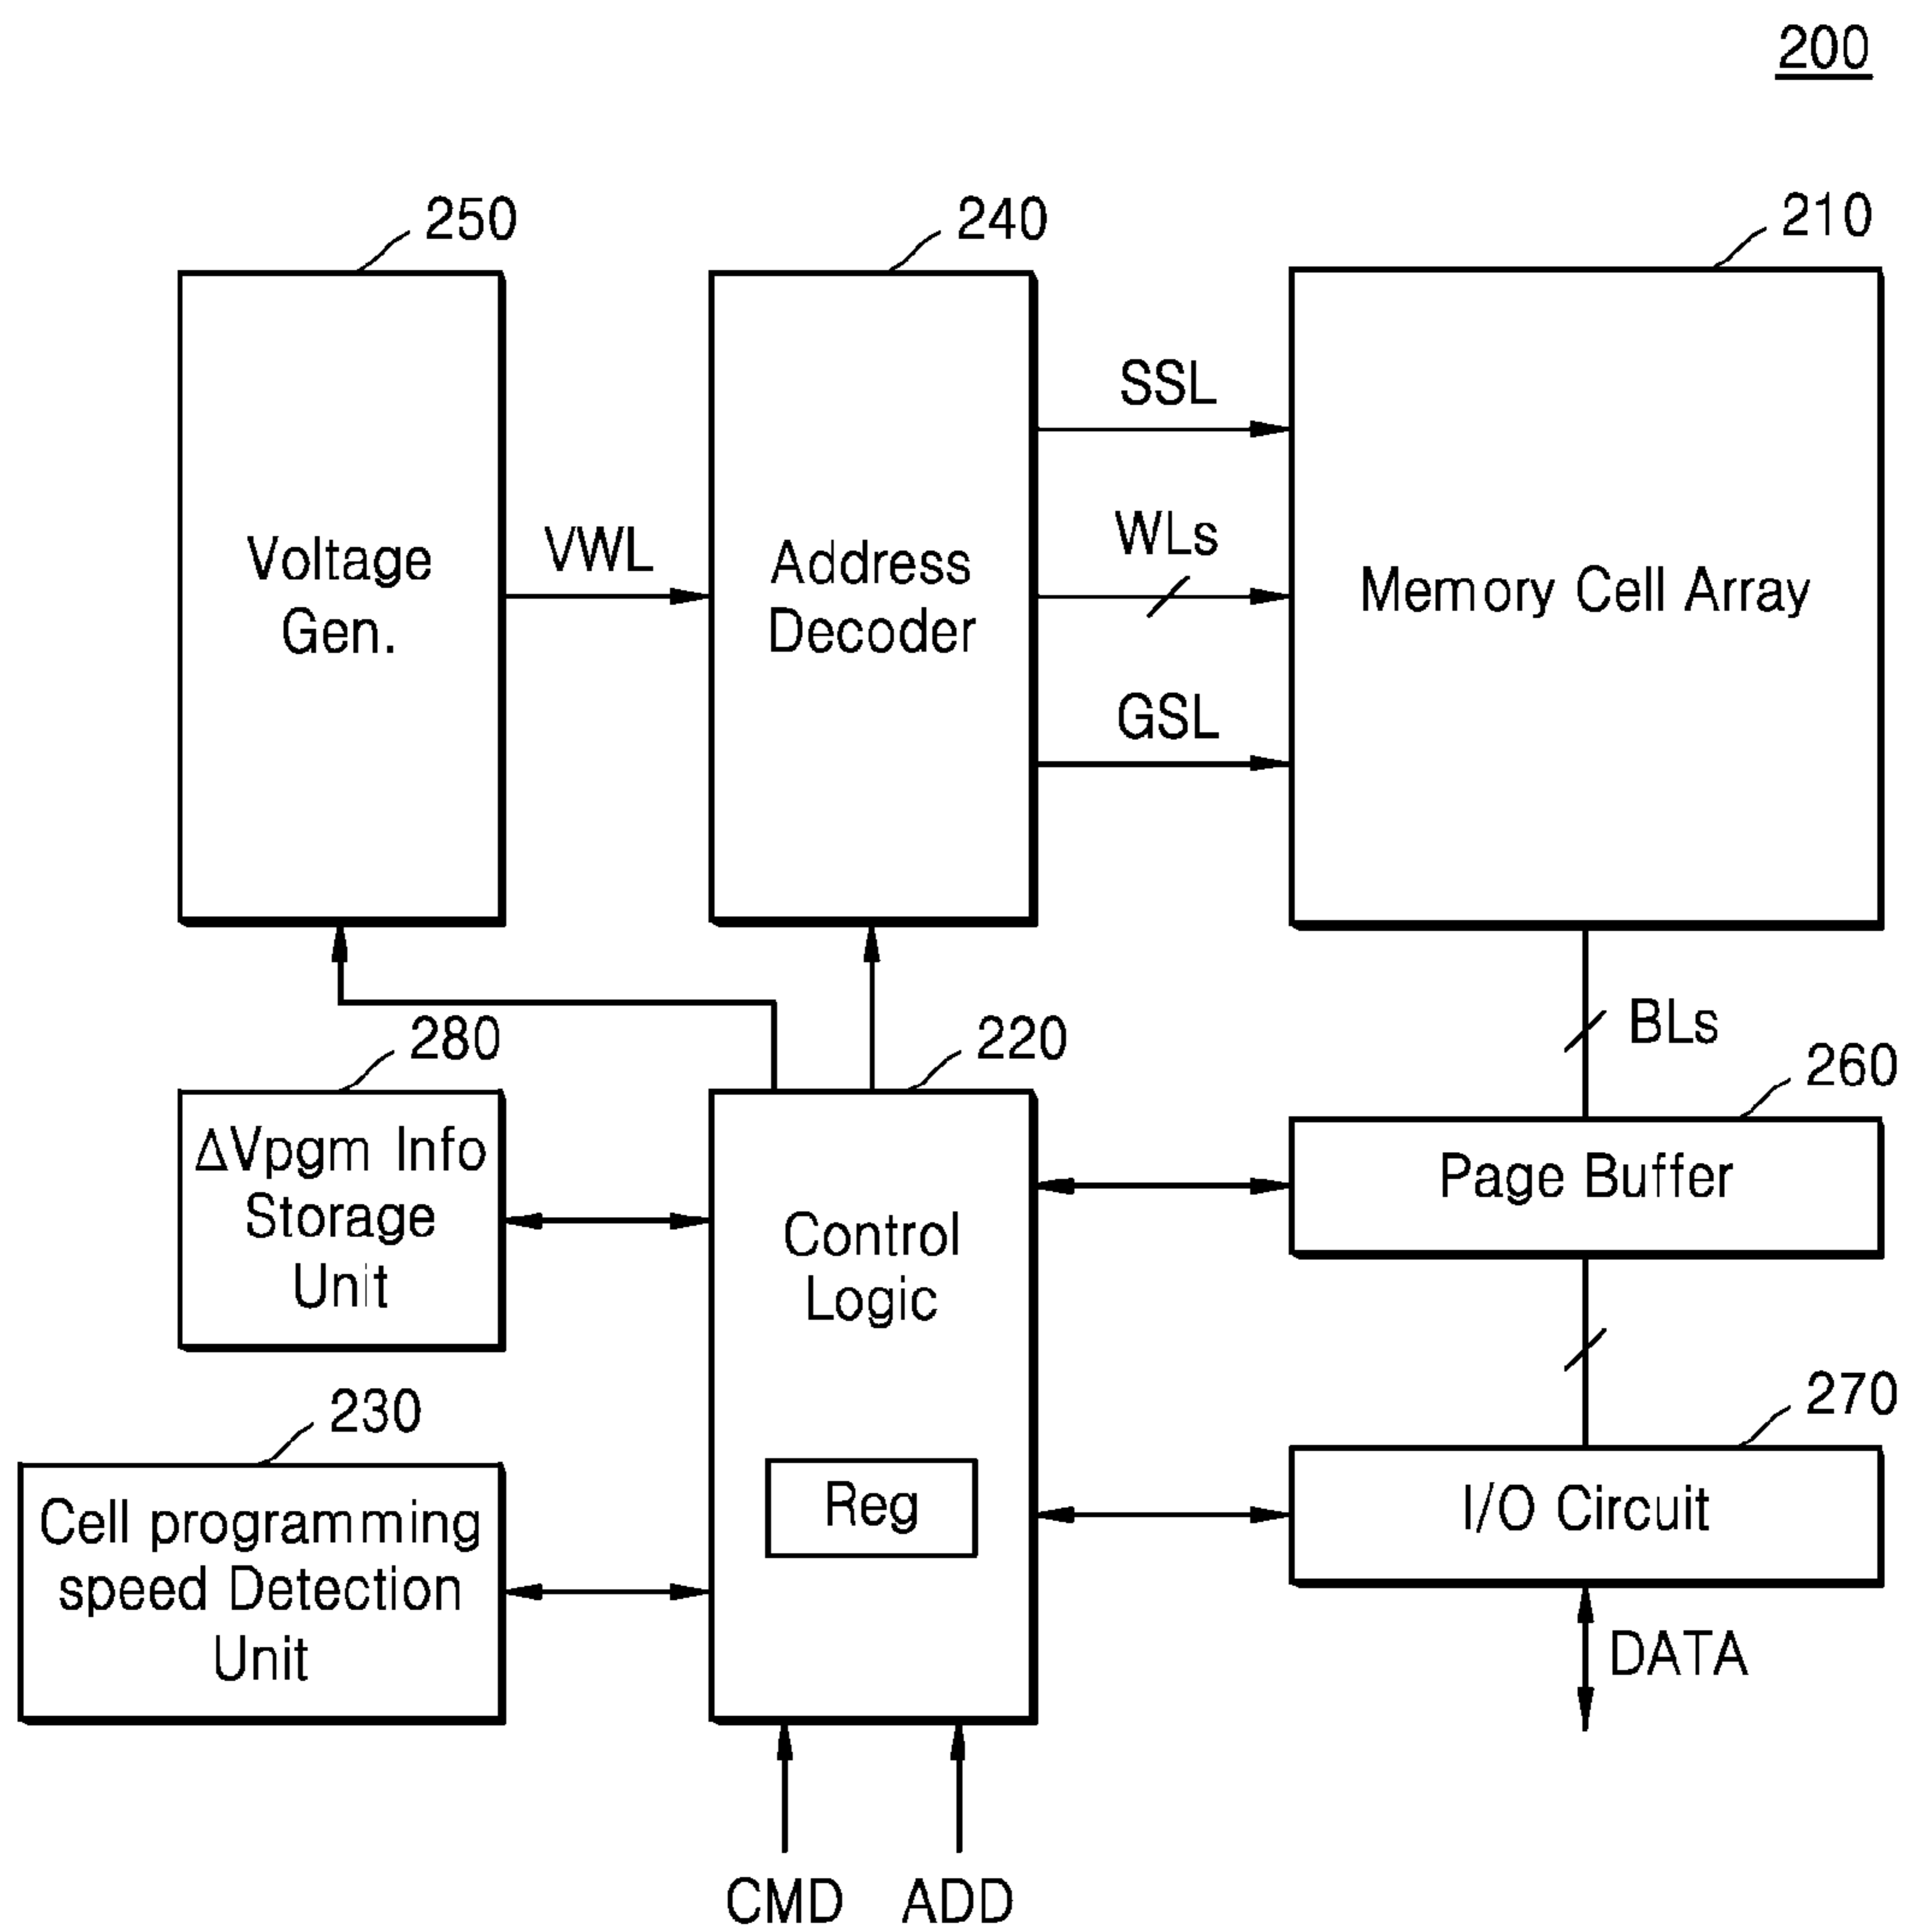 200
250
240
210
Voltage
Gen.
VWL
Address
Decoder
SSL
WLs
GSL
Memory Cell Array
280
220
BLs
260
ΔVpgm Info
Storage
Unit
Control
Logic
Page Buffer
230
270
Cell programming
speed Detection
Unit
Reg
I/O Circuit
DATA
CMD
ADD